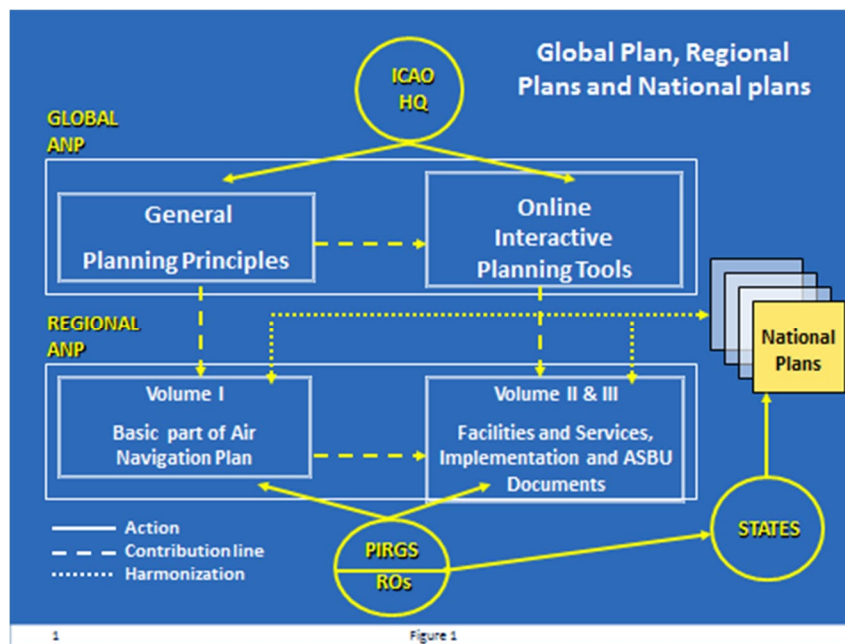 Global Plan, Regional
Plans and National plans
ICAO
HQ
GLOBAL
ANP
General
Planning Principles
Online
Interactive
Planning Tools
REGIONAL
ANP
National
Plans
Volume I
Basic part of Air
Navigation Plan
Volume II & III
Facilities and Services,
Implementation and ASBU
Documents
Action
Contribution line
Harmonization
PIRGS
ROs
STATES
1
Figure 1